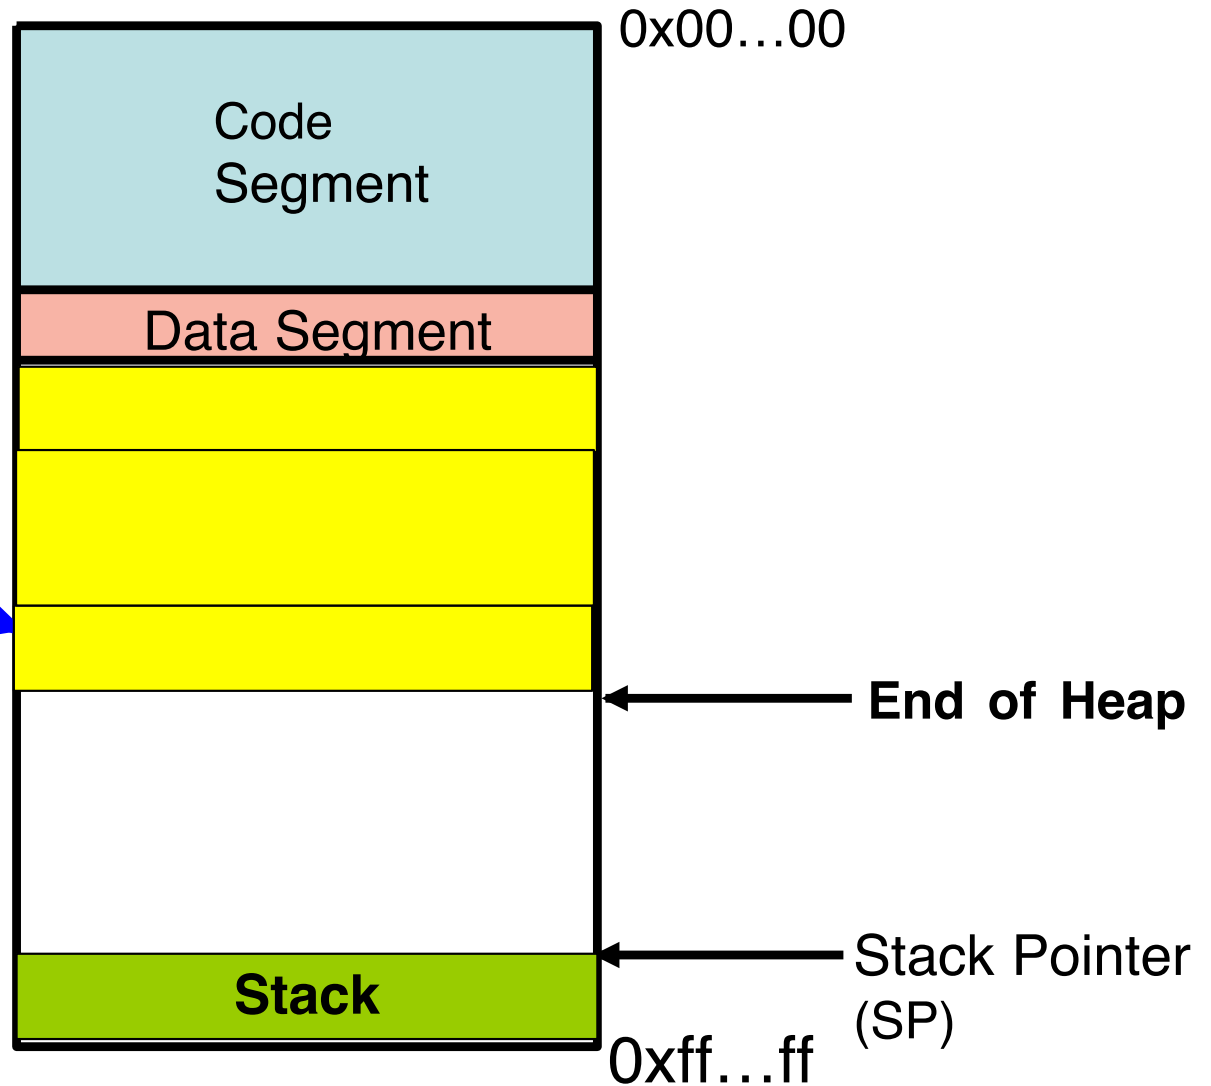 0x00…00
Code
Segment
Data Segment
End of Heap
Stack Pointer
(SP)
Stack
0xff…ff